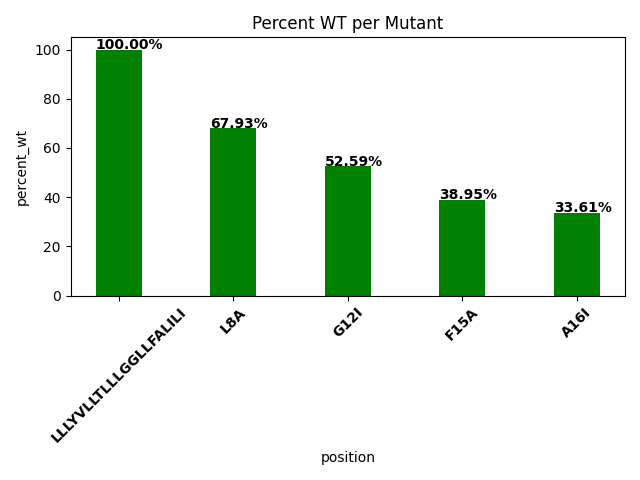 Percent WT per Mutant
percent_wt
100
80
60
40
20
0
100.00%
67.93%
52.59%
38.95%
33.61%
LLLYVLLTLLLGGLLFALILI
L8A
G12I
F15A
A16I
position